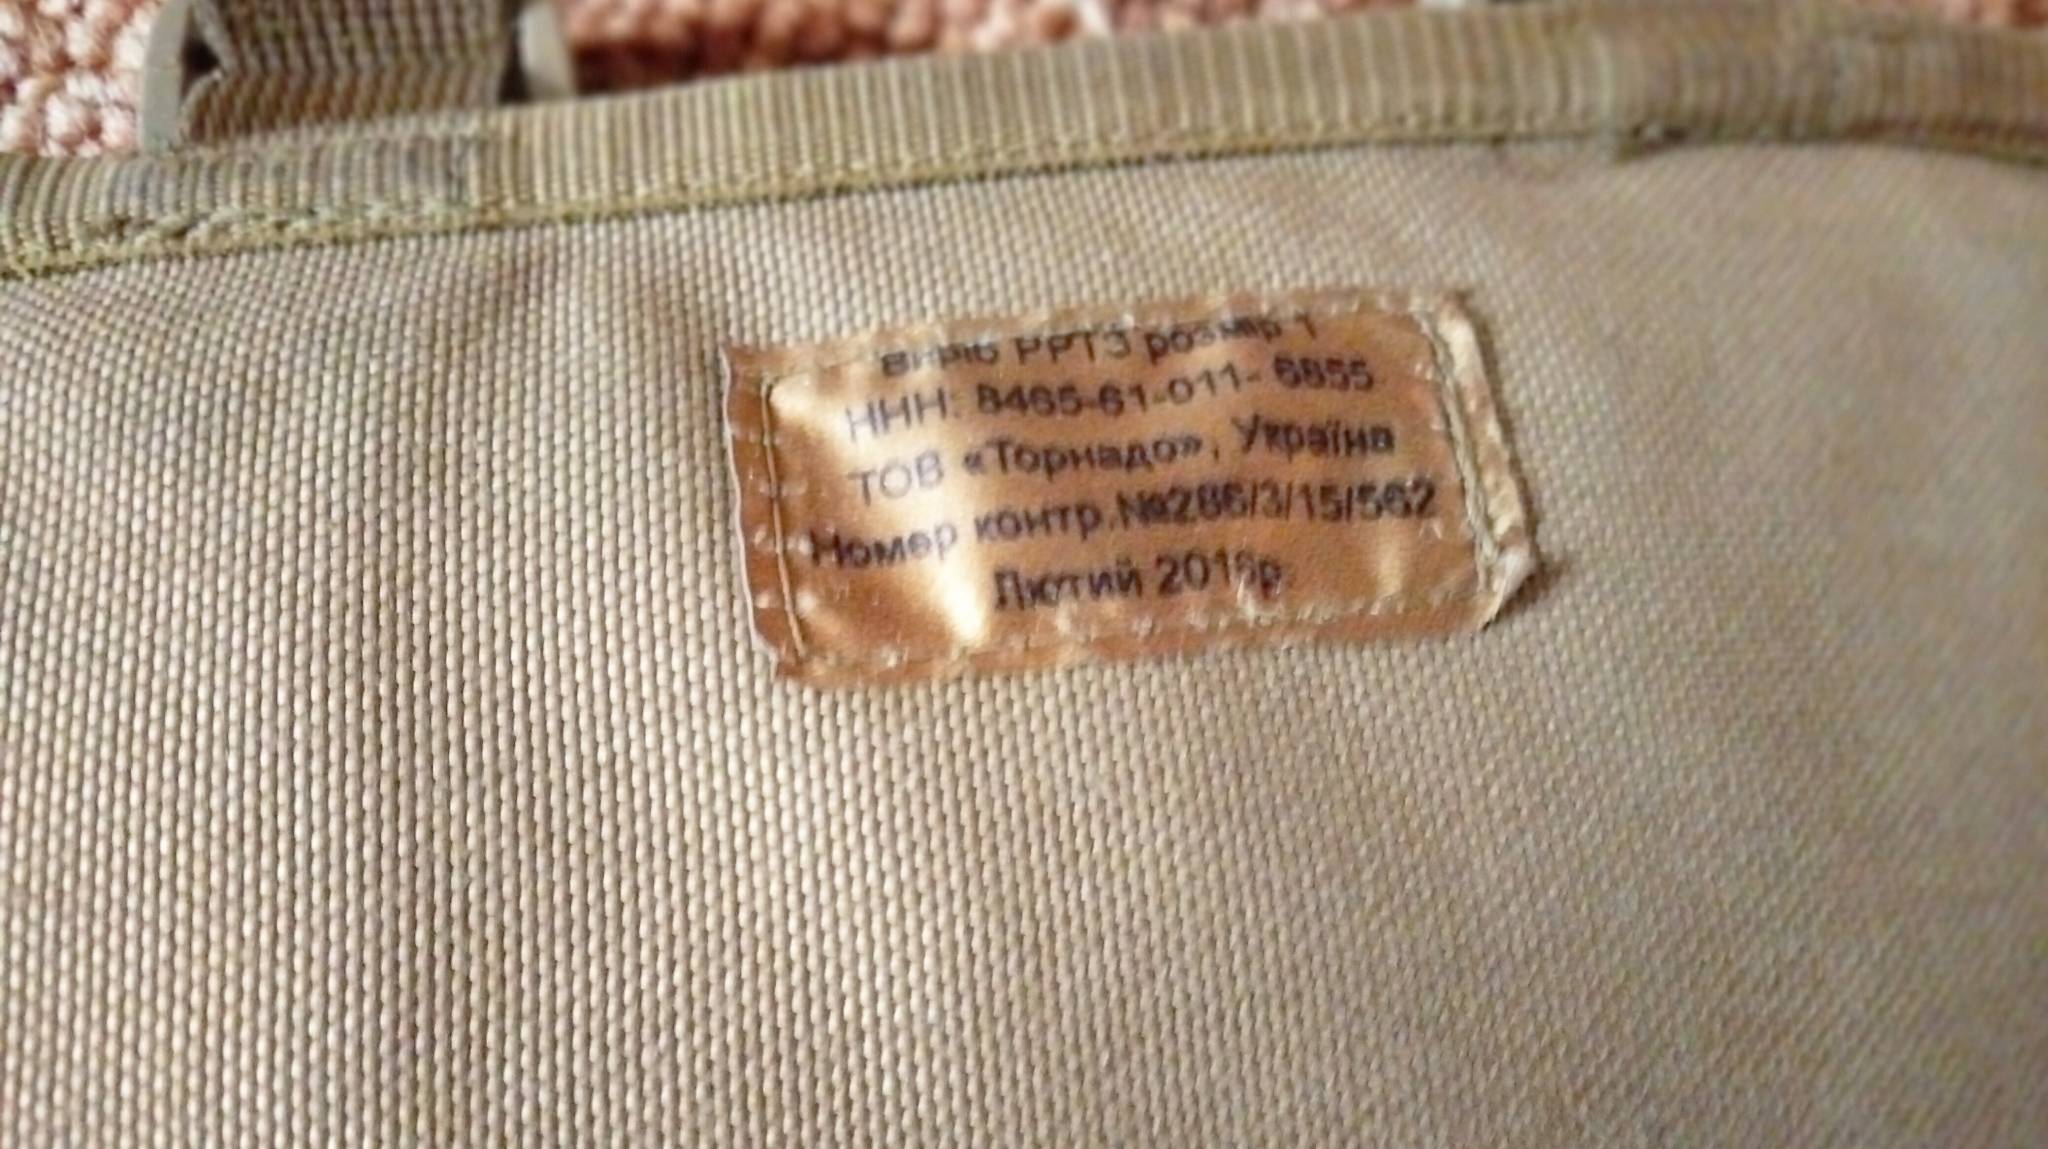 РРТЗ розмір 1
ННН: 8465-61-011- 6855
ТОВ «Торнадо», Україна
Номер контр.№286/3/15/562
Лютий 2016р.